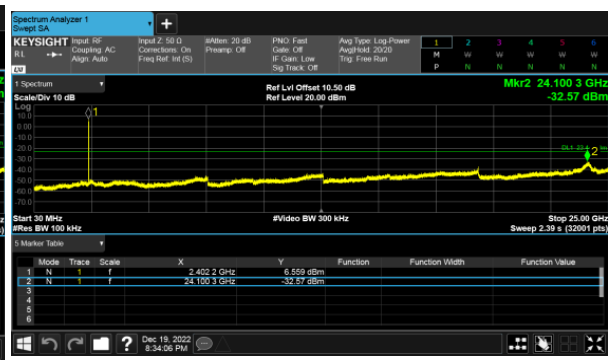 Spectrum Analyzer 1
Swept SA
KEYSIGHT Input: RF Input Z: 50 Ω #Atten: 20 dB PNO: Fast Avg Type: Log-Power 1 2 3 4 5 6
RL Coupling: AC Corrections: On Preamp: Off Gate: Off Avg|Hold: 20/20 M W W W W W
Align: Auto Freq Ref: Int (S) IF Gain: Low Trig: Free Run P N N N N N
Sig Track: Off
LXI
1 Spectrum Ref Lvl Offset 10.50 dB Mkr2 24.100 3 GHz
Scale/Div 10 dB Ref Level 20.00 dBm -32.57 dBm
Log
10.0
0.00
-10.0
-20.0
-30.0
-40.0
-50.0
-60.0
-70.0
1
2
Start 30 MHz #Video BW 300 kHz Stop 25.00 GHz
#Res BW 100 kHz Sweep 2.39 s (32001 pts)
5 Marker Table
Mode Trace Scale X Y Function Function Width Function Value
1 N 1 f 2.402 2 GHz 6.559 dBm
2 N 1 f 24.100 3 GHz -32.57 dBm
3
4
5
6
Dec 19, 2022
8:34:06 PM